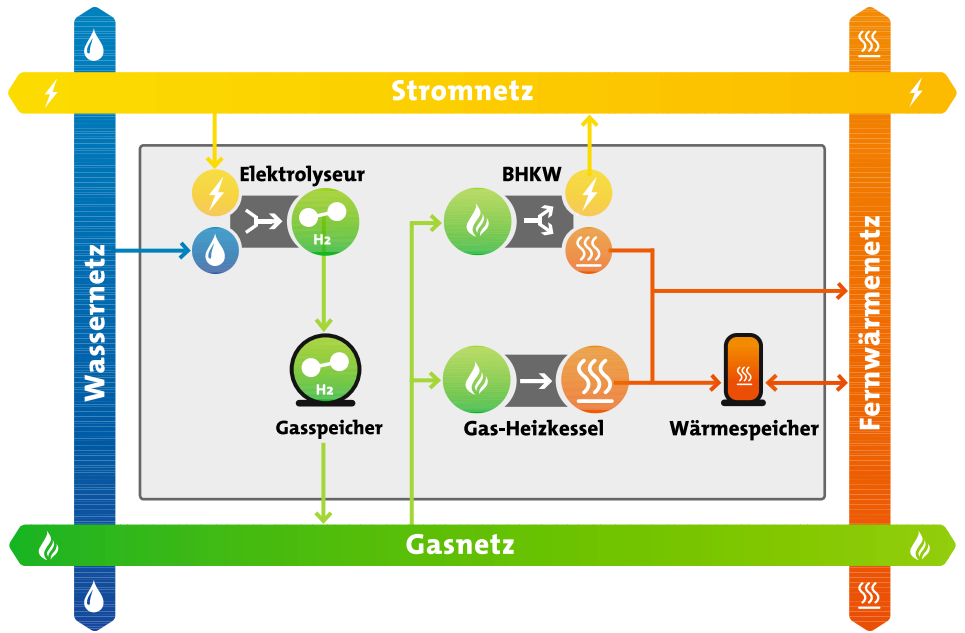 Stromnetz
Elektrolyseur
BHKW
H2
Wassernetz
Fernwärmenetz
H2
Gasspeicher
Gas-Heizkessel
Wärmespeicher
Gasnetz